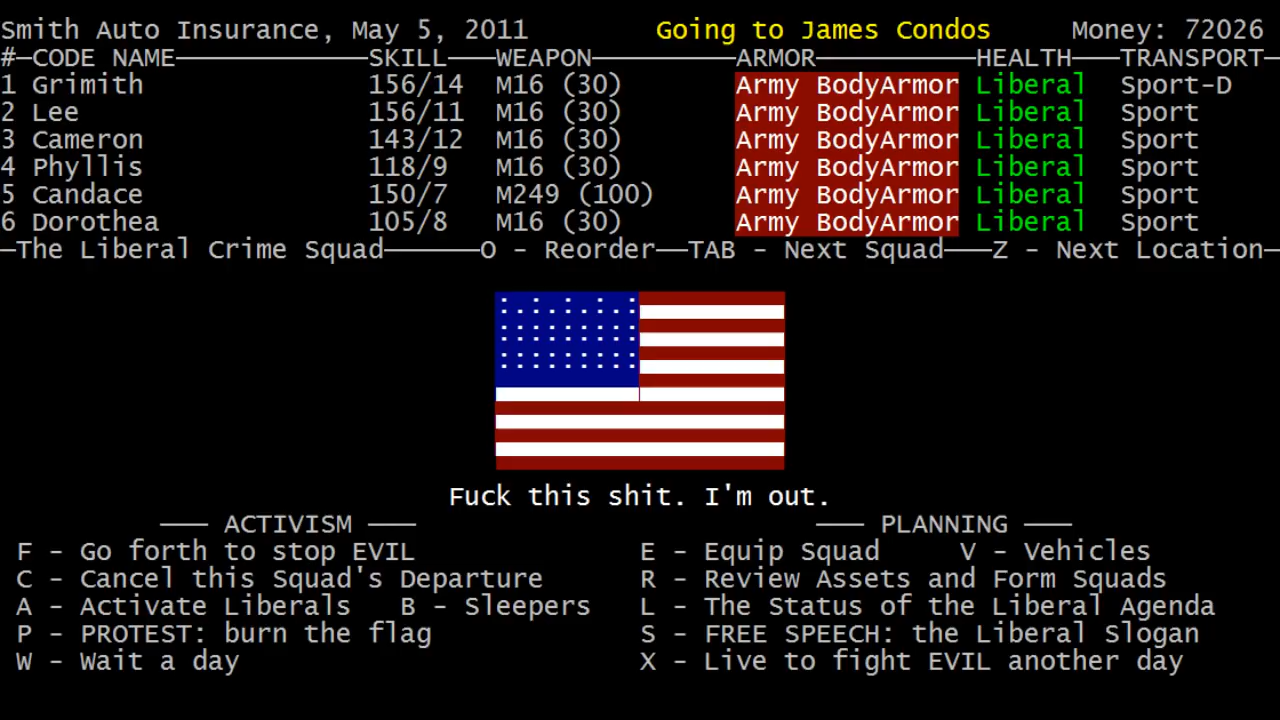 Smith Auto Insurance, May 5, 2011 Going to James Condos Money: 72026
#—CODE NAME SKILL WEAPON ARMOR HEALTH TRANSPORT
1 Grimith 156/14 M16 (30) Army BodyArmor Liberal Sport-D
2 Lee 156/11 M16 (30) Army BodyArmor Liberal Sport
3 Cameron 143/12 M16 (30) Army BodyArmor Liberal Sport
4 Phyllis 118/9 M16 (30) Army BodyArmor Liberal Sport
5 Candace 150/7 M249 (100) Army BodyArmor Liberal Sport
6 Dorothea 105/8 M16 (30) Army BodyArmor Liberal Sport
The Liberal Crime Squad O - Reorder TAB - Next Squad Z - Next Location
Fuck this shit. I'm out.
ACTIVISM PLANNING
F - Go forth to stop EVIL E - Equip Squad V - Vehicles
C - Cancel this Squad's Departure R - Review Assets and Form Squads
A - Activate Liberals B - Sleepers L - The Status of the Liberal Agenda
P - PROTEST: burn the flag S - FREE SPEECH: the Liberal Slogan
W - Wait a day X - Live to fight EVIL another day